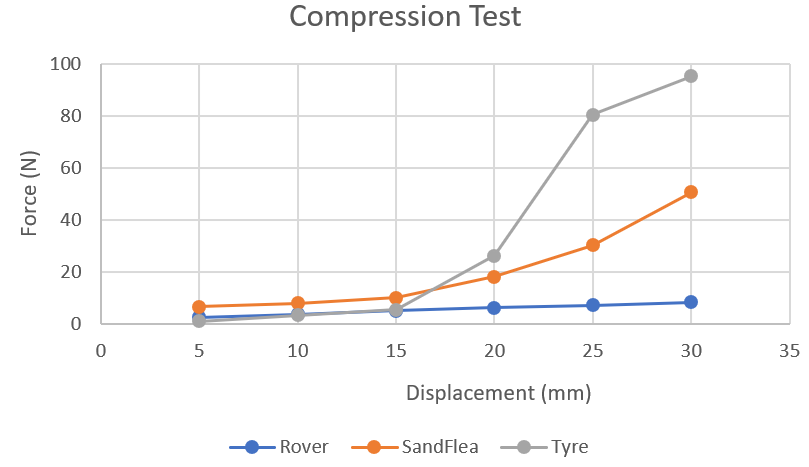 Compression Test
100
80
60
40
20
0
Force (N)
0 5 10 15 20 25 30 35
Displacement (mm)
Rover SandFlea Tyre